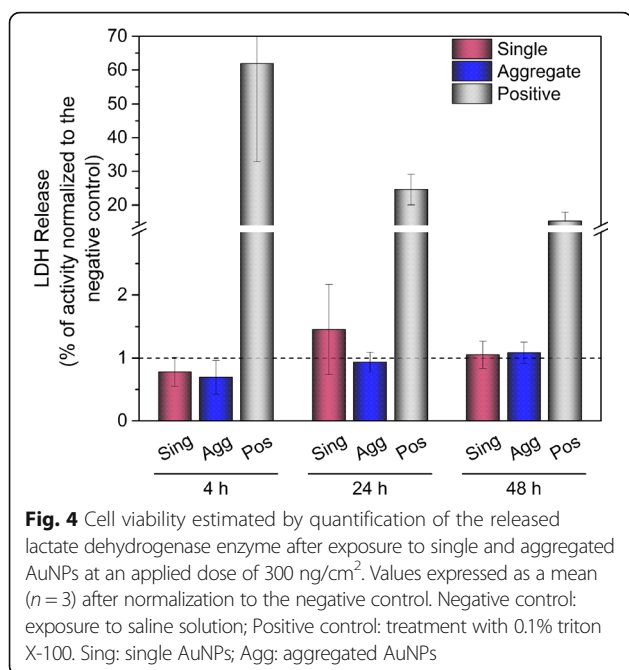 70
60
50
40
30
20
2
1
0
LDH Release
(% of activity normalized to the
negative control)
Single
Aggregate
Positive
Sing Agg Pos Sing Agg Pos Sing Agg Pos
4 h 24 h 48 h
Fig. 4 Cell viability estimated by quantification of the released
lactate dehydrogenase enzyme after exposure to single and aggregated
AuNPs at an applied dose of 300 ng/cm². Values expressed as a mean
(n = 3) after normalization to the negative control. Negative control:
exposure to saline solution; Positive control: treatment with 0.1% triton
X-100. Sing: single AuNPs; Agg: aggregated AuNPs